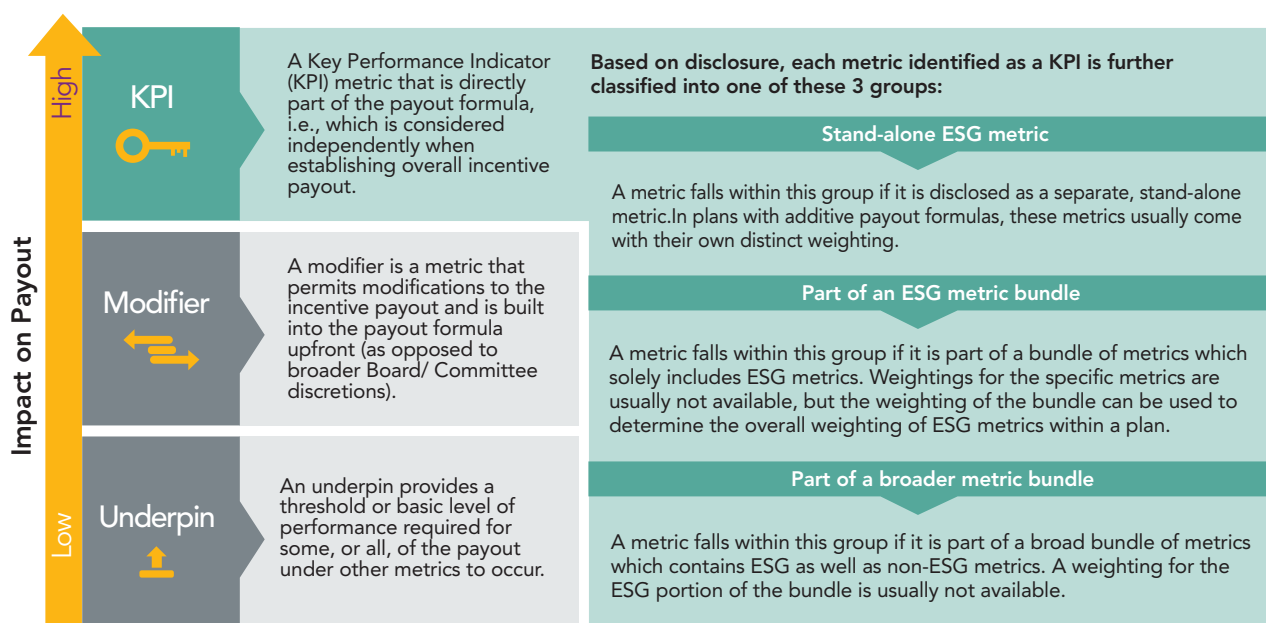 Impact on Payout
High
Low
KPI
A Key Performance Indicator
(KPI) metric that is directly
part of the payout formula,
i.e., which is considered
independently when
establishing overall incentive
payout.
Modifier
A modifier is a metric that
permits modifications to the
incentive payout and is built
into the payout formula
upfront (as opposed to
broader Board/ Committee
discretions).
Underpin
An underpin provides a
threshold or basic level of
performance required for
some, or all, of the payout
under other metrics to occur.
Based on disclosure, each metric identified as a KPI is further
classified into one of these 3 groups:
Stand-alone ESG metric
A metric falls within this group if it is disclosed as a separate, stand-alone
metric.In plans with additive payout formulas, these metrics usually come
with their own distinct weighting.
Part of an ESG metric bundle
A metric falls within this group if it is part of a bundle of metrics which
solely includes ESG metrics. Weightings for the specific metrics are
usually not available, but the weighting of the bundle can be used to
determine the overall weighting of ESG metrics within a plan.
Part of a broader metric bundle
A metric falls within this group if it is part of a broad bundle of metrics
which contains ESG as well as non-ESG metrics. A weighting for the
ESG portion of the bundle is usually not available.